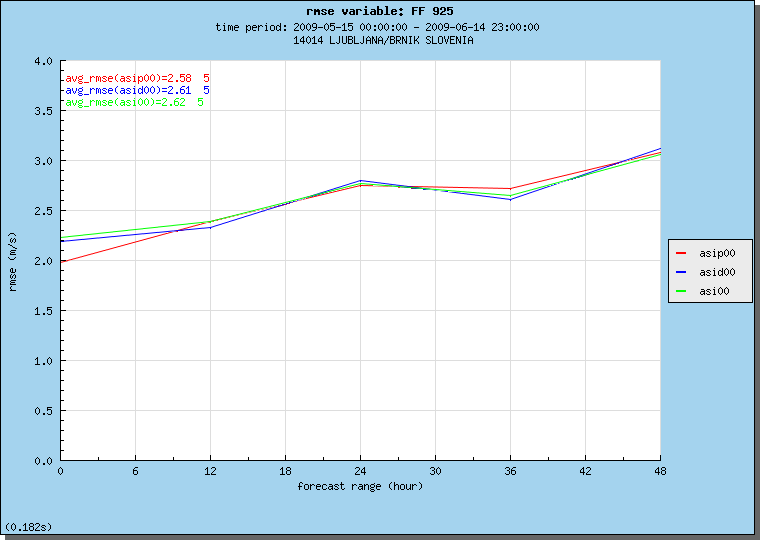 rmse variable: FF 925
time period: 2009-05-15 00:00:00 - 2009-06-14 23:00:00
14014 LJUBLJANA/BRNIK SLOVENIA
avg_rmse(asip00)=2.58 5
avg_rmse(asid00)=2.61 5
avg_rmse(asi00)=2.62 5
4.0
3.5
3.0
2.5
2.0
1.5
1.0
0.5
0.0
rmse (m/s)
0 6 12 18 24 30 36 42 48
forecast range (hour)
asip00
asid00
asi00
(0.182s)